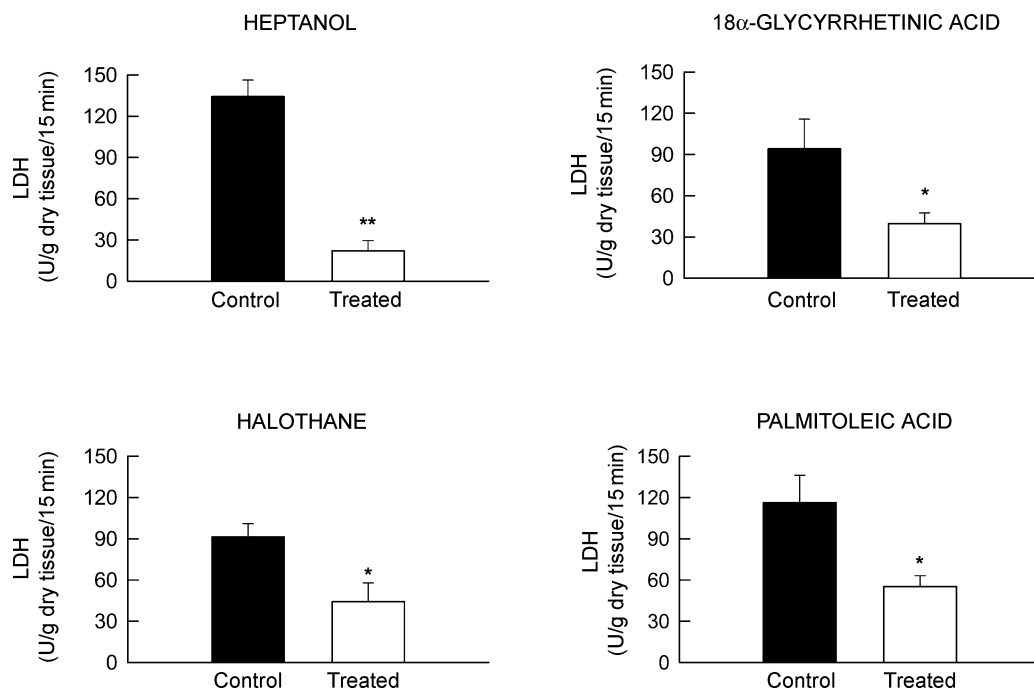 HEPTANOL
LDH
(U/g dry tissue/15 min)
150
120
90
60
30
0
**
Control Treated
18α-GLYCYRRHETINIC ACID
LDH
(U/g dry tissue/15 min)
150
120
90
60
30
0
*
Control Treated
HALOTHANE
LDH
(U/g dry tissue/15 min)
150
120
90
60
30
0
*
Control Treated
PALMITOLEIC ACID
LDH
(U/g dry tissue/15 min)
150
120
90
60
30
0
*
Control Treated